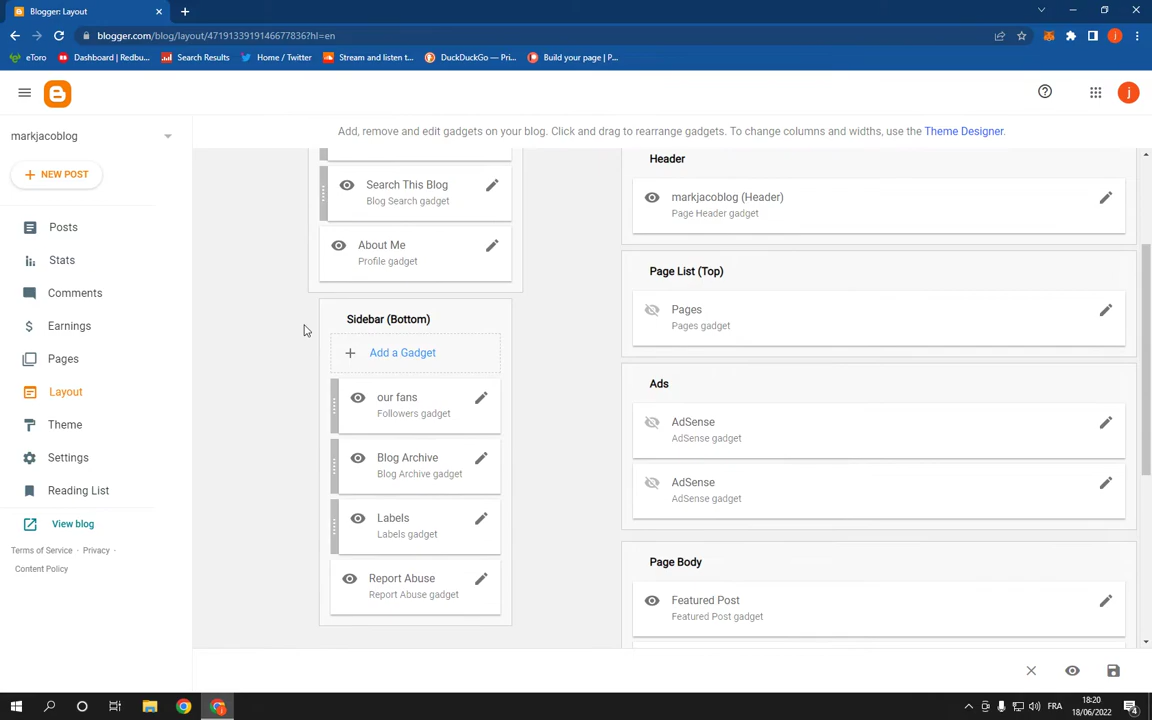 Blogger: Layout
blogger.com/blog/layout/4719133919146677836?hl=en
eToro
Dashboard | Redbu...
Search Results
Home / Twitter
Stream and listen t...
DuckDuckGo — Pri...
Build your page | P...
j
j
markjacoblog
Add, remove and edit gadgets on your blog. Click and drag to rearrange gadgets. To change columns and widths, use the Theme Designer.
NEW POST
Posts
Stats
Comments
Earnings
Pages
Layout
Theme
Settings
Reading List
View blog
Terms of Service · Privacy ·
Content Policy
Search This Blog
Blog Search gadget
About Me
Profile gadget
Sidebar (Bottom)
Add a Gadget
our fans
Followers gadget
Blog Archive
Blog Archive gadget
Labels
Labels gadget
Report Abuse
Report Abuse gadget
Header
markjacoblog (Header)
Page Header gadget
Page List (Top)
Pages
Pages gadget
Ads
AdSense
AdSense gadget
AdSense
AdSense gadget
Page Body
Featured Post
Featured Post gadget
FRA
18:20
18/06/2022
4